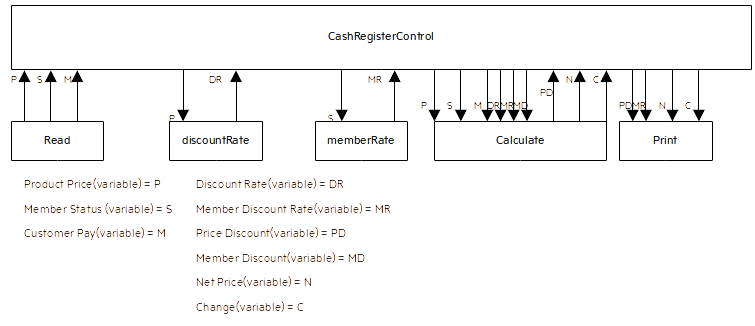 CashRegisterControl
P S M DR MR P S M DR MR MD PD N C PD MR N C
P S
Read discountRate memberRate Calculate Print
Product Price(variable) = P Discount Rate(variable) = DR
Member Status (variable) = S Member Discount Rate(variable) = MR
Customer Pay(variable) = M Price Discount(variable) = PD
Member Discount(variable) = MD
Net Price(variable) = N
Change(variable) = C